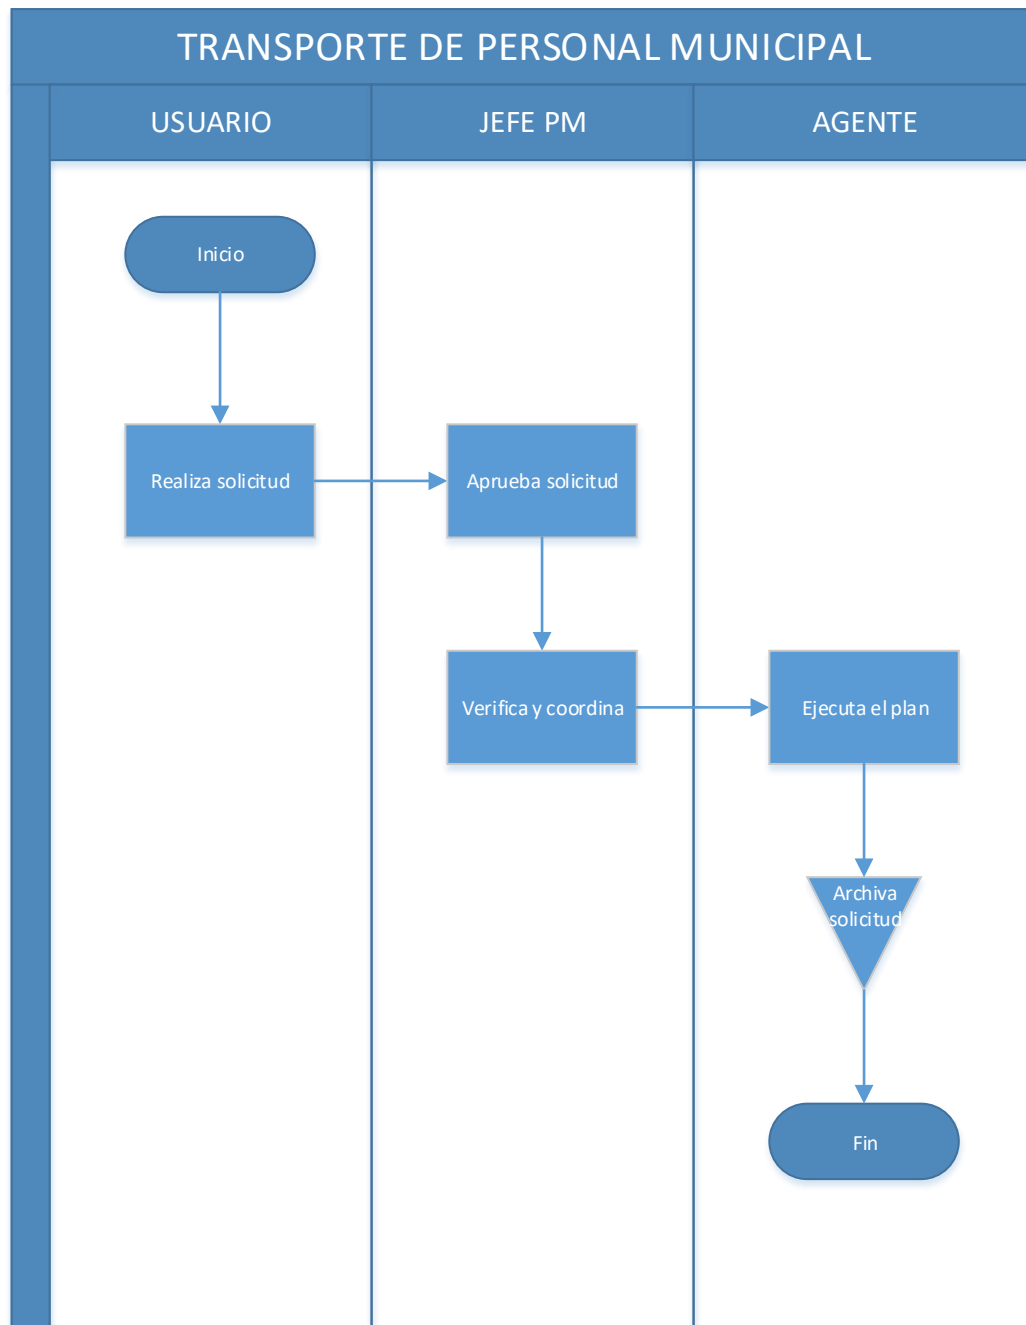 TRANSPORTE DE PERSONAL MUNICIPAL
USUARIO
JEFE PM
AGENTE
Inicio
Realiza solicitud
Aprueba solicitud
Verifica y coordina
Ejecuta el plan
Archiva
solicitud
Fin